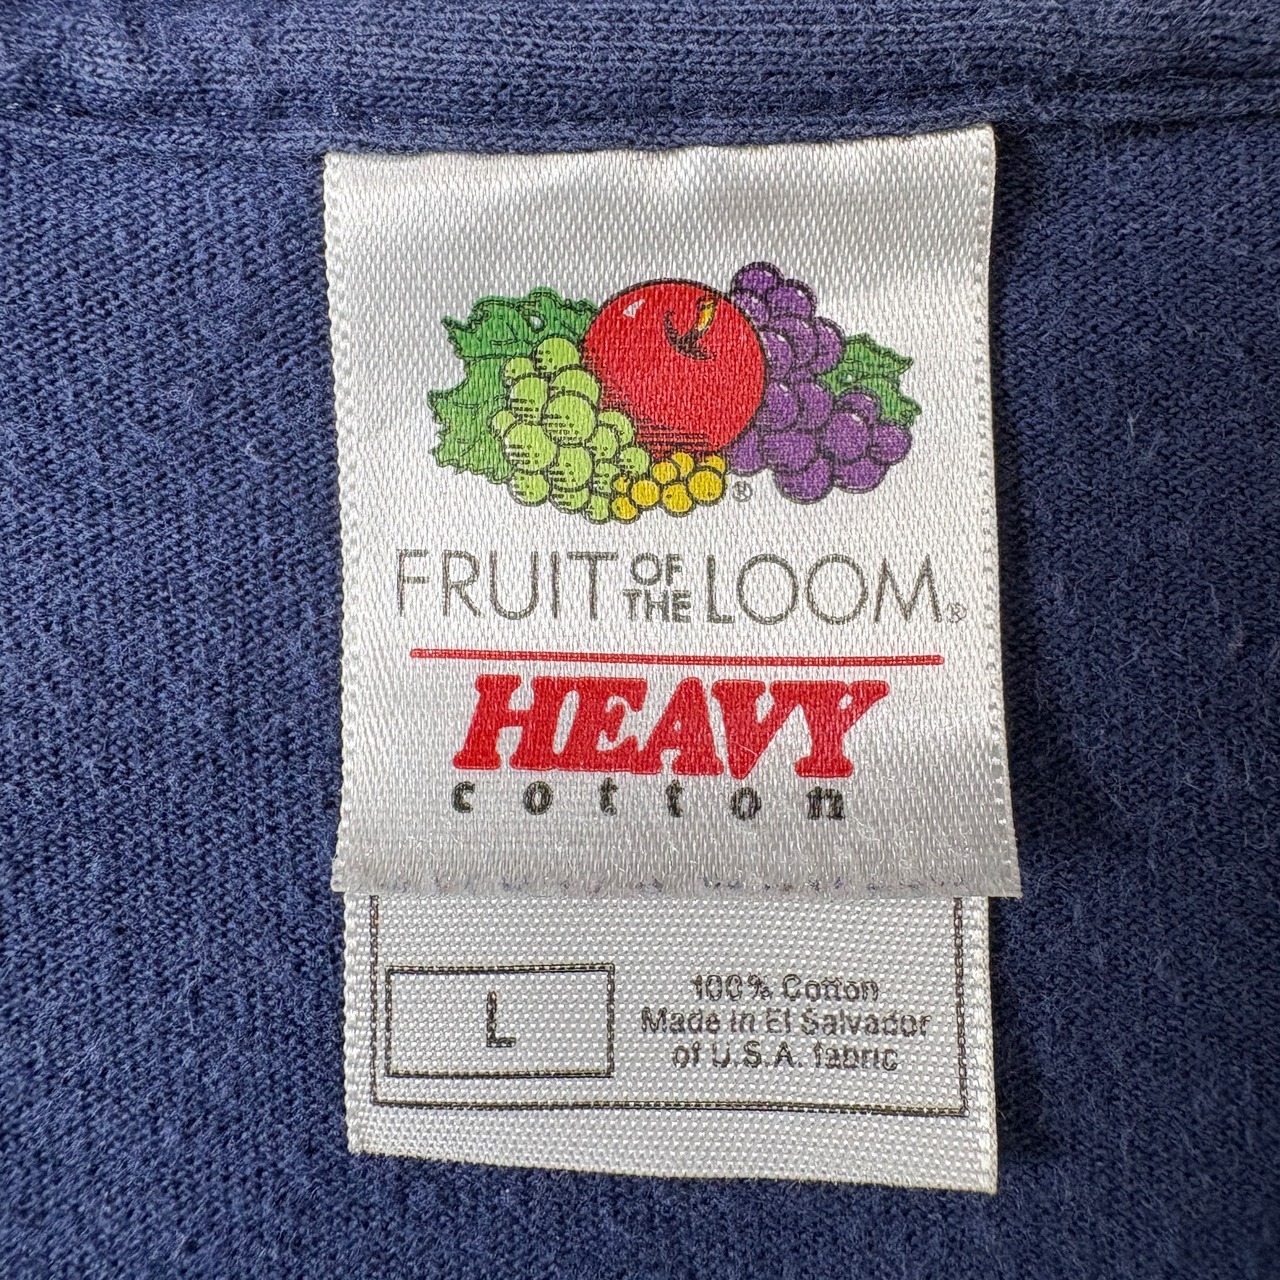 ®
FRUIT OF THE LOOM®
HEAVY
cotton
L
100% Cotton
Made in El Salvador
of U.S.A. fabric